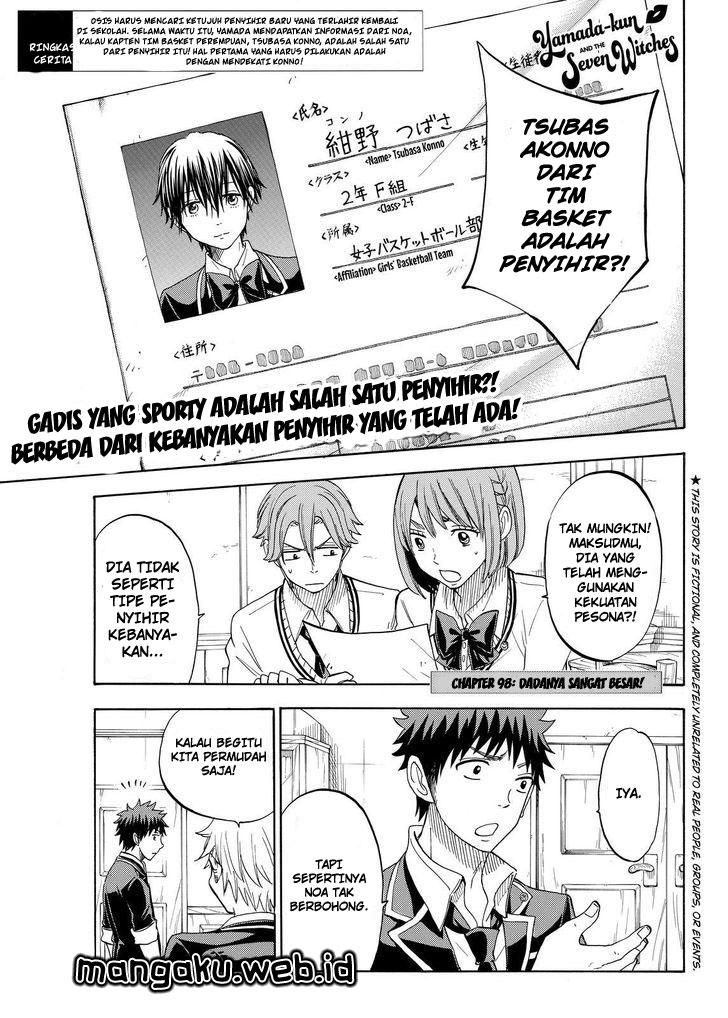 RINGKAS
CERITA
OSIS HARUS MENCARI KETUJUH PENYIHIR BARU YANG TERLAHIR KEMBALI
DI SEKOLAH. SELAMA WAKTU ITU, YAMADA MENDAPATKAN INFORMASI DARI NOA,
KALAU KAPTEN TIM BASKET PEREMPUAN, TSUBASA KONNO, ADALAH SALAH SATU
DARI PENYIHIR ITU! HAL PERTAMA YANG HARUS DILAKUKAN ADALAH
DENGAN MENDEKATI KONNO!
Yamada-kun
AND THE
Seven Witches
<氏名>
コンノ
紺野 つばさ
<Name> Tsubasa Konno
<クラス>
2年F組
<Class> 2-F
<所属>
女子バスケットボール部
<Affiliation> Girls' Basketball Team
<住所>
TSUBAS
AKONNO
DARI
TIM
BASKET
ADALAH
PENYIHIR?!
GADIS YANG SPORTY ADALAH SALAH SATU PENYIHIR?!
BERBEDA DARI KEBANYAKAN PENYIHIR YANG TELAH ADA!
TAK MUNGKIN!
MAKSUDMU,
DIA YANG
TELAH MENG-
GUNAKAN
KEKUATAN
PESONA?!
DIA TIDAK
SEPERTI
TIPE PE-
NYIHIR
KEBANYA-
KAN...
CHAPTER 98: DADANYA SANGAT BESAR!
IYA.
TAPI
SEPERTINYA
NOA TAK
BERBOHONG.
KALAU BEGITU
KITA PERMUDAH
SAJA!
★THIS STORY IS FICTIONAL, AND COMPLETELY UNRELATED TO REAL PEOPLE, GROUPS, OR EVENTS.
mangaku.web.id